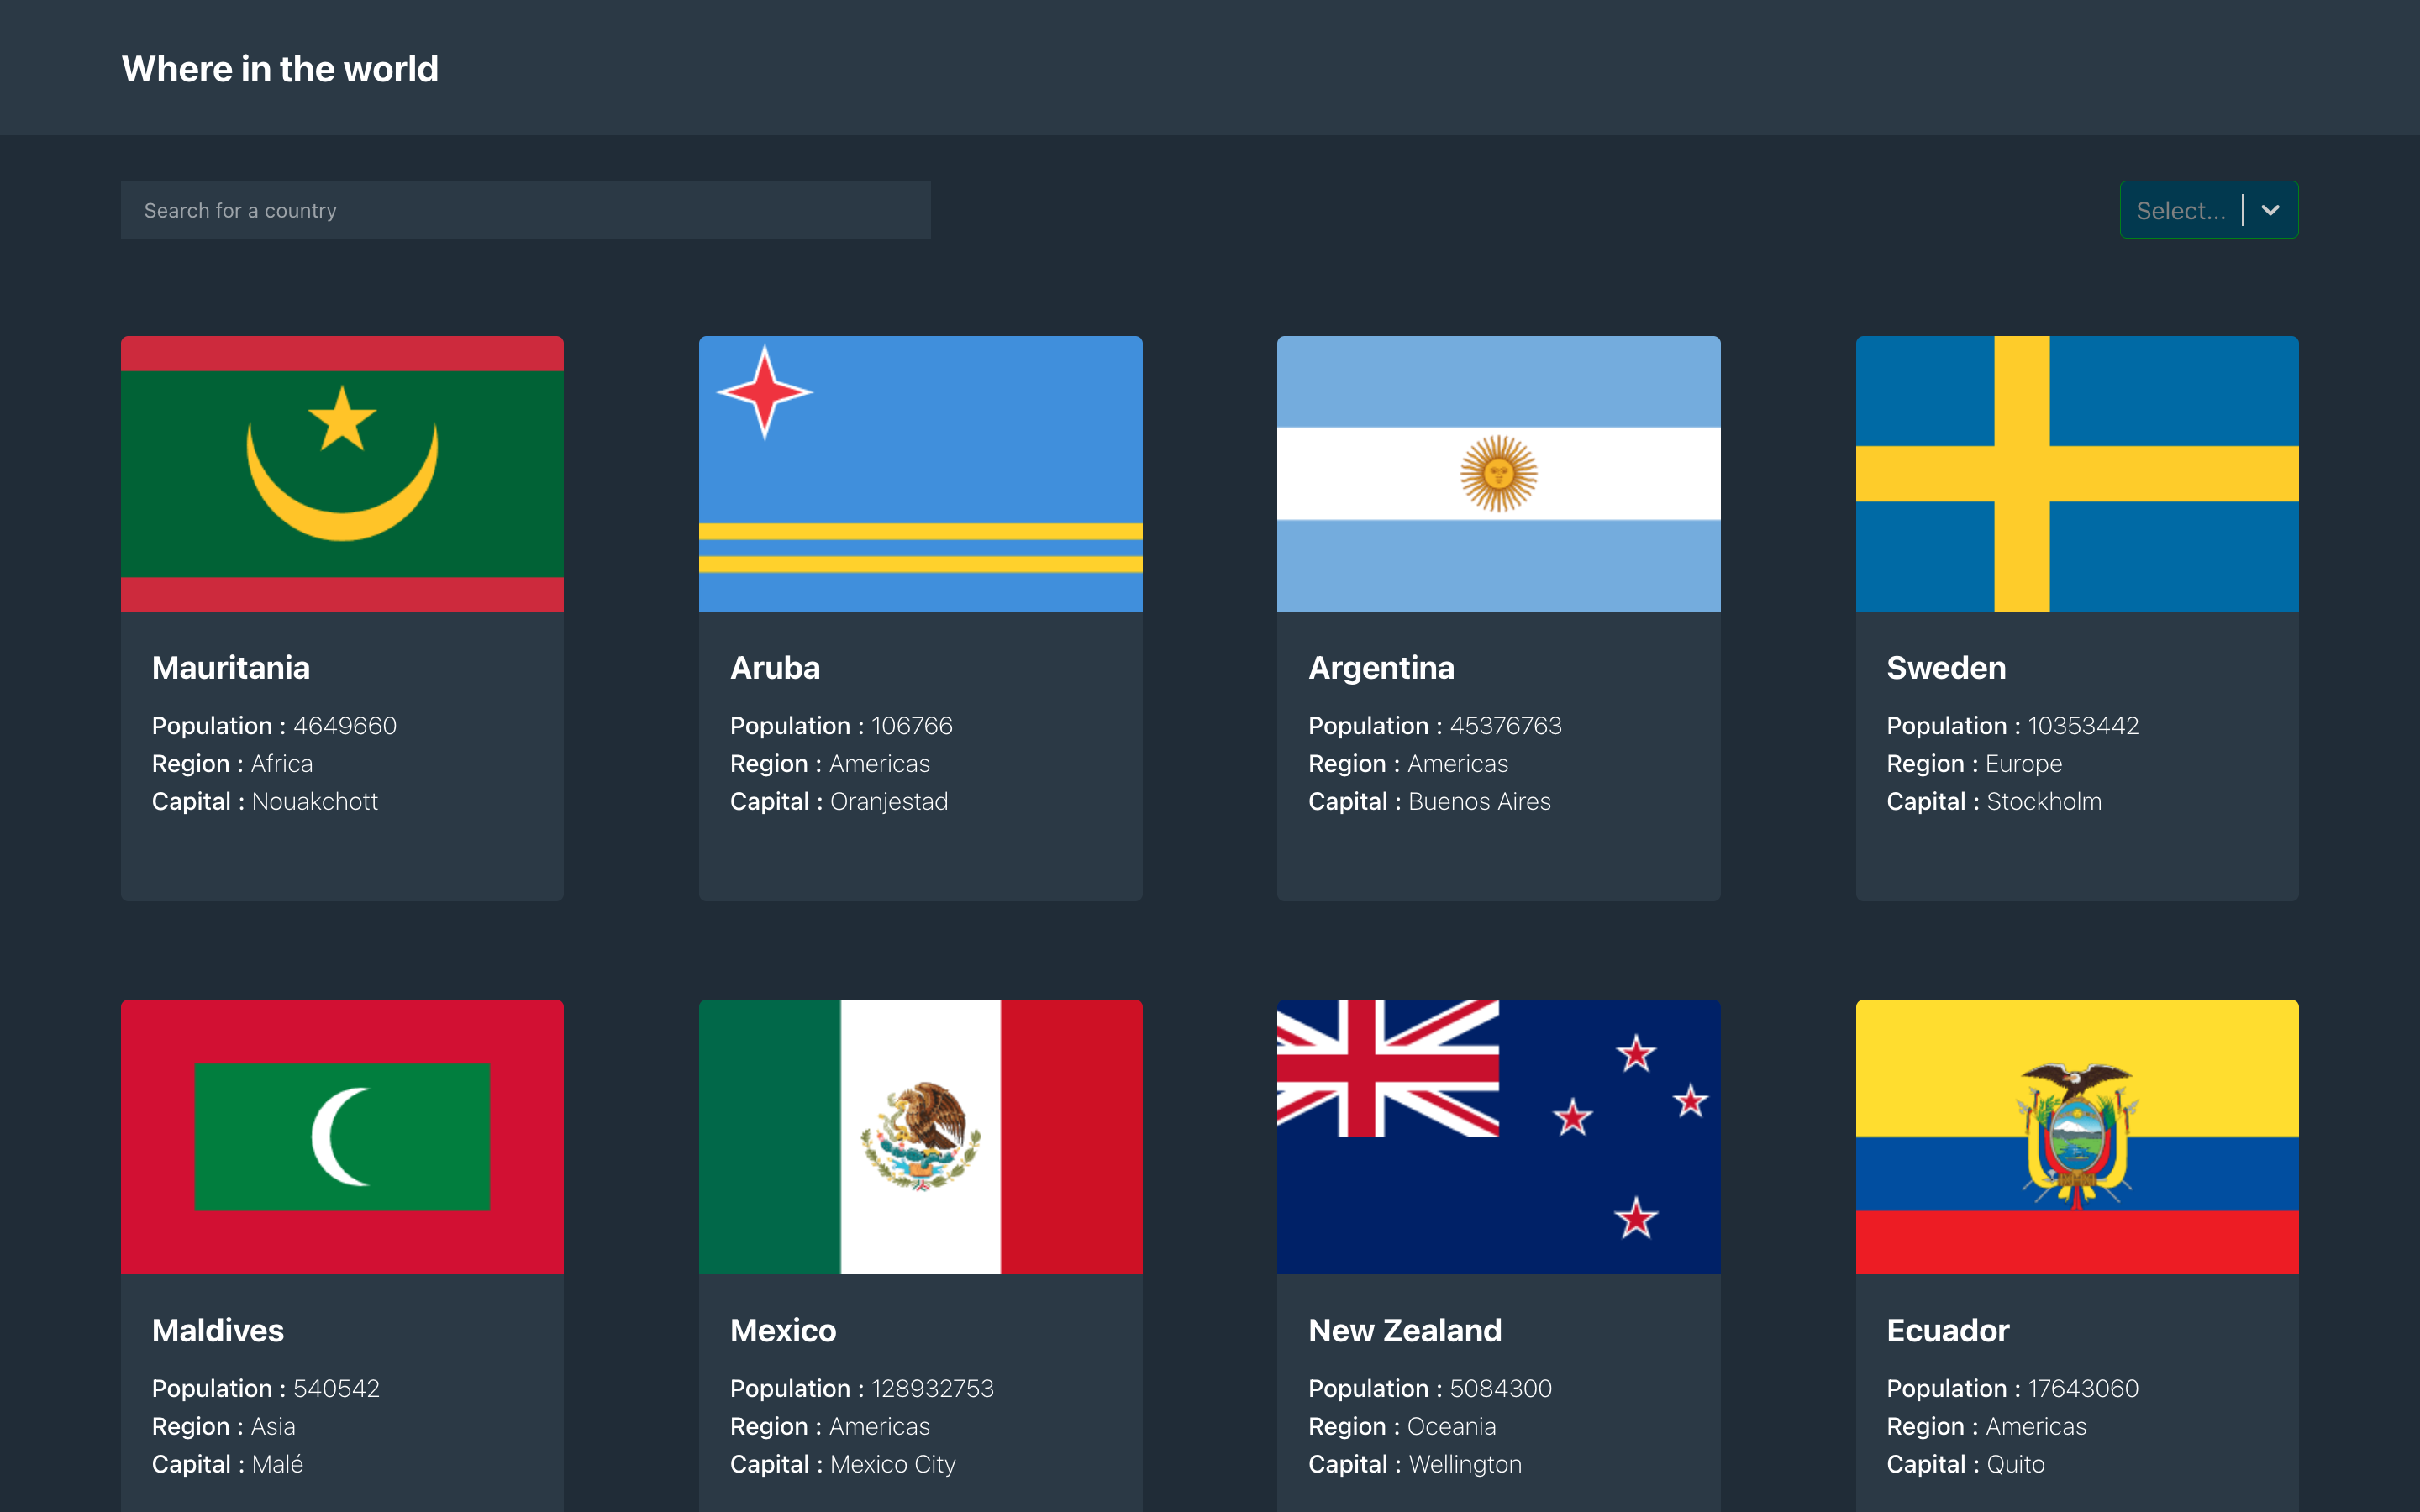 Where in the world
Search for a country
Select...
Mauritania
Population : 4649660
Region : Africa
Capital : Nouakchott
Aruba
Population : 106766
Region : Americas
Capital : Oranjestad
Argentina
Population : 45376763
Region : Americas
Capital : Buenos Aires
Sweden
Population : 10353442
Region : Europe
Capital : Stockholm
Maldives
Population : 540542
Region : Asia
Capital : Malé
Mexico
Population : 128932753
Region : Americas
Capital : Mexico City
New Zealand
Population : 5084300
Region : Oceania
Capital : Wellington
Ecuador
Population : 17643060
Region : Americas
Capital : Quito